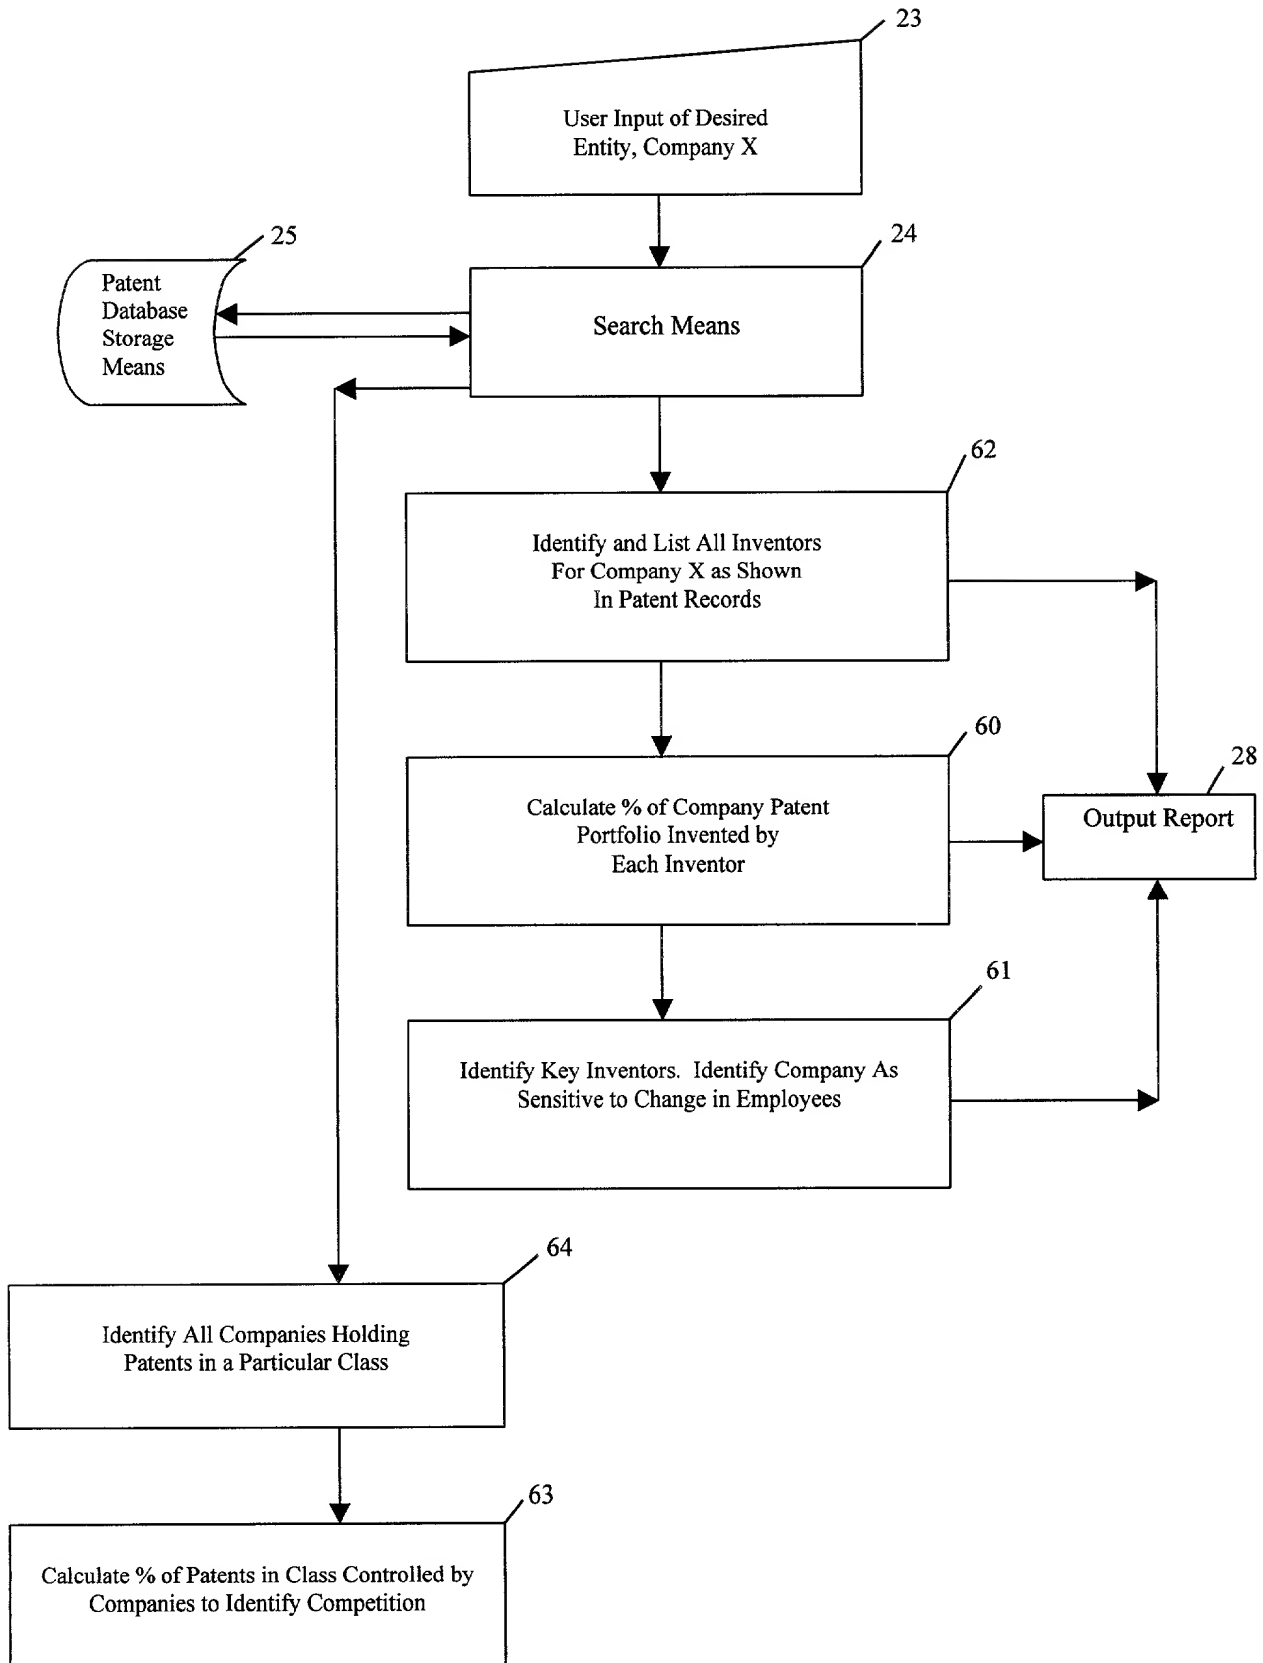 23
User Input of Desired
Entity, Company X
25
24
Patent
Database
Storage
Means
Search Means
62
Identify and List All Inventors
For Company X as Shown
In Patent Records
60
28
Calculate % of Company Patent
Portfolio Invented by
Each Inventor
Output Report
61
Identify Key Inventors. Identify Company As
Sensitive to Change in Employees
64
Identify All Companies Holding
Patents in a Particular Class
63
Calculate % of Patents in Class Controlled by
Companies to Identify Competition